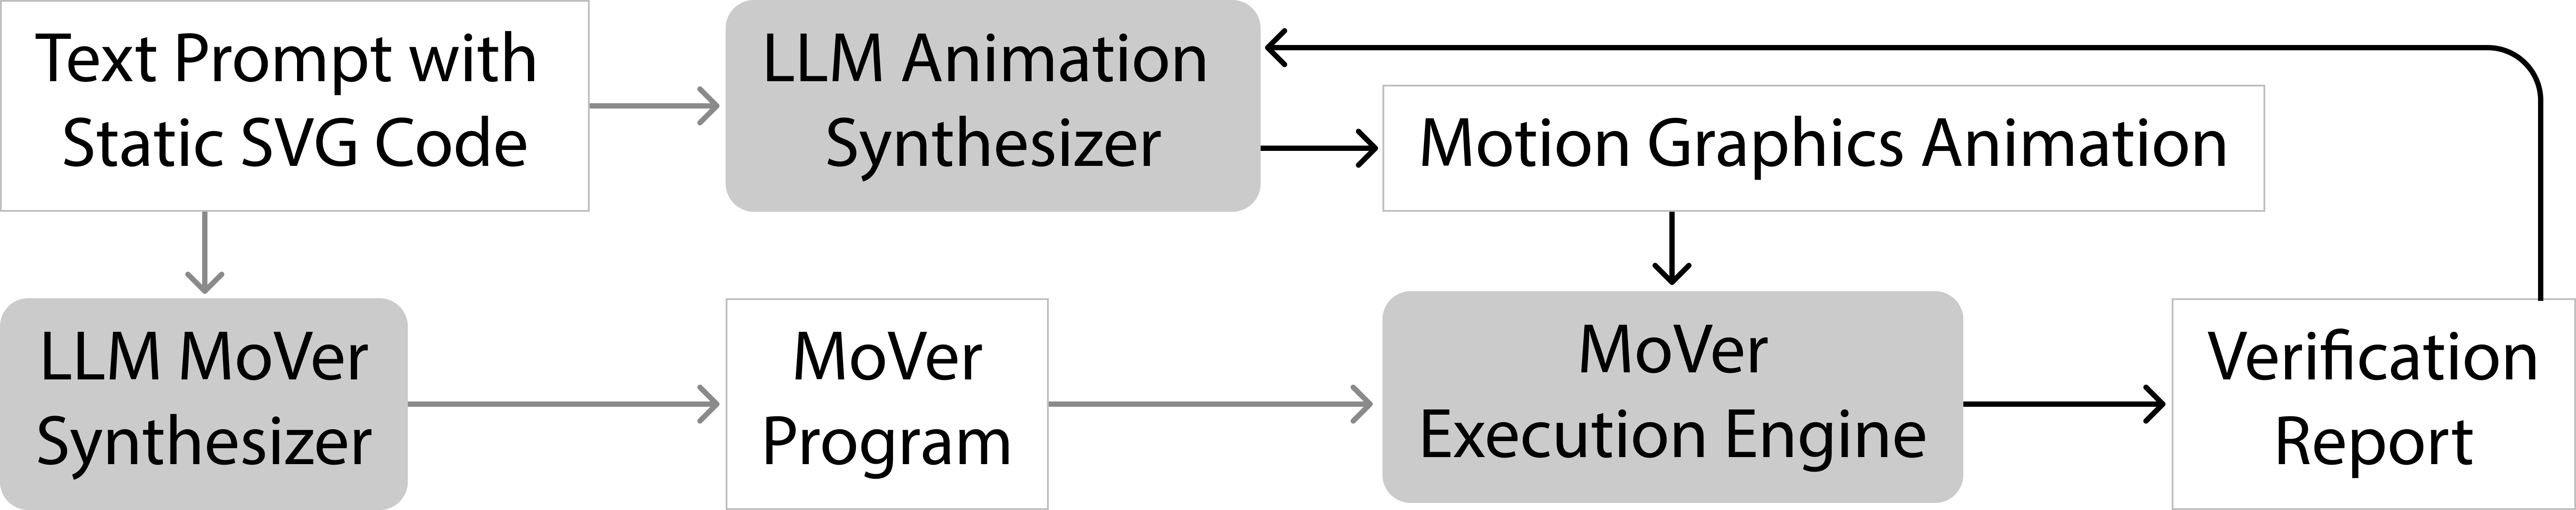 Text Prompt with
Static SVG Code
LLM Animation
Synthesizer
Motion Graphics Animation
LLM MoVer
Synthesizer
MoVer
Program
MoVer
Execution Engine
Verification
Report